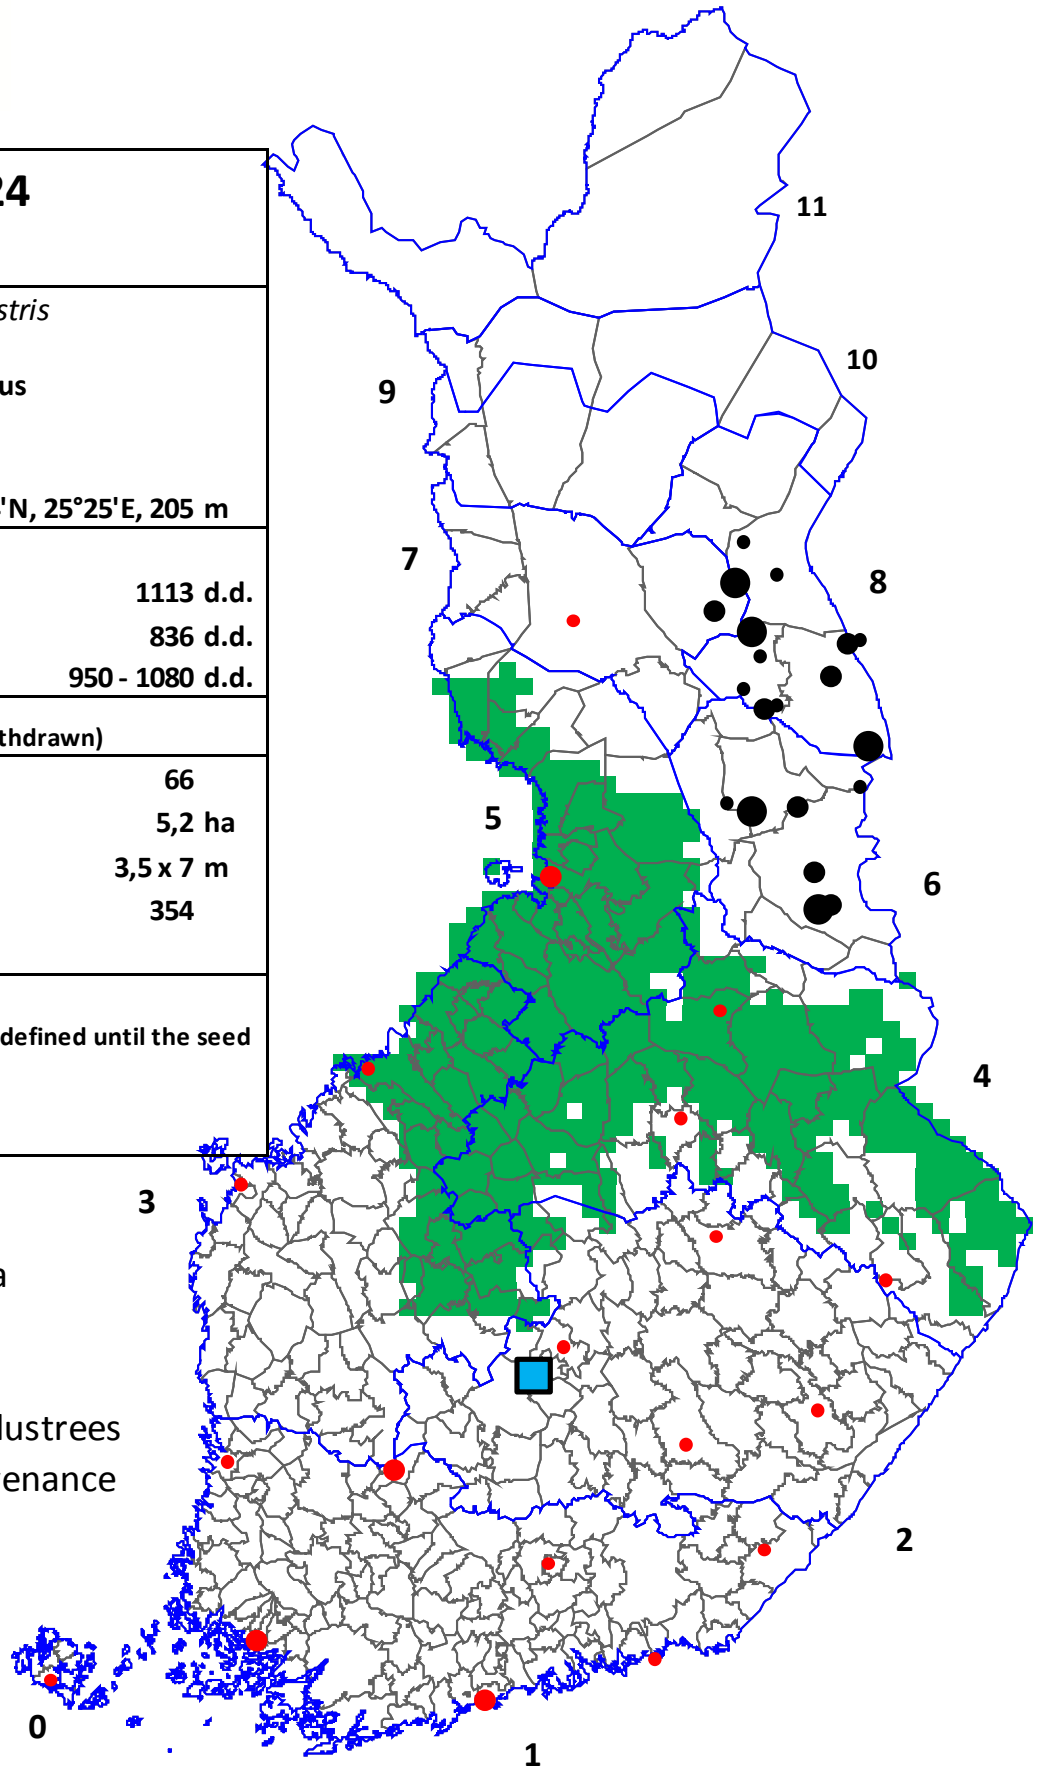 24
stris
us
'N, 25°25'E, 205 m
1113 d.d.
836 d.d.
950 - 1080 d.d.
thdrawn)
66
5,2 ha
3,5 x 7 m
354
defined until the seed
a
lustrees
enance
11
10
9
8
7
6
5
4
3
2
1
0